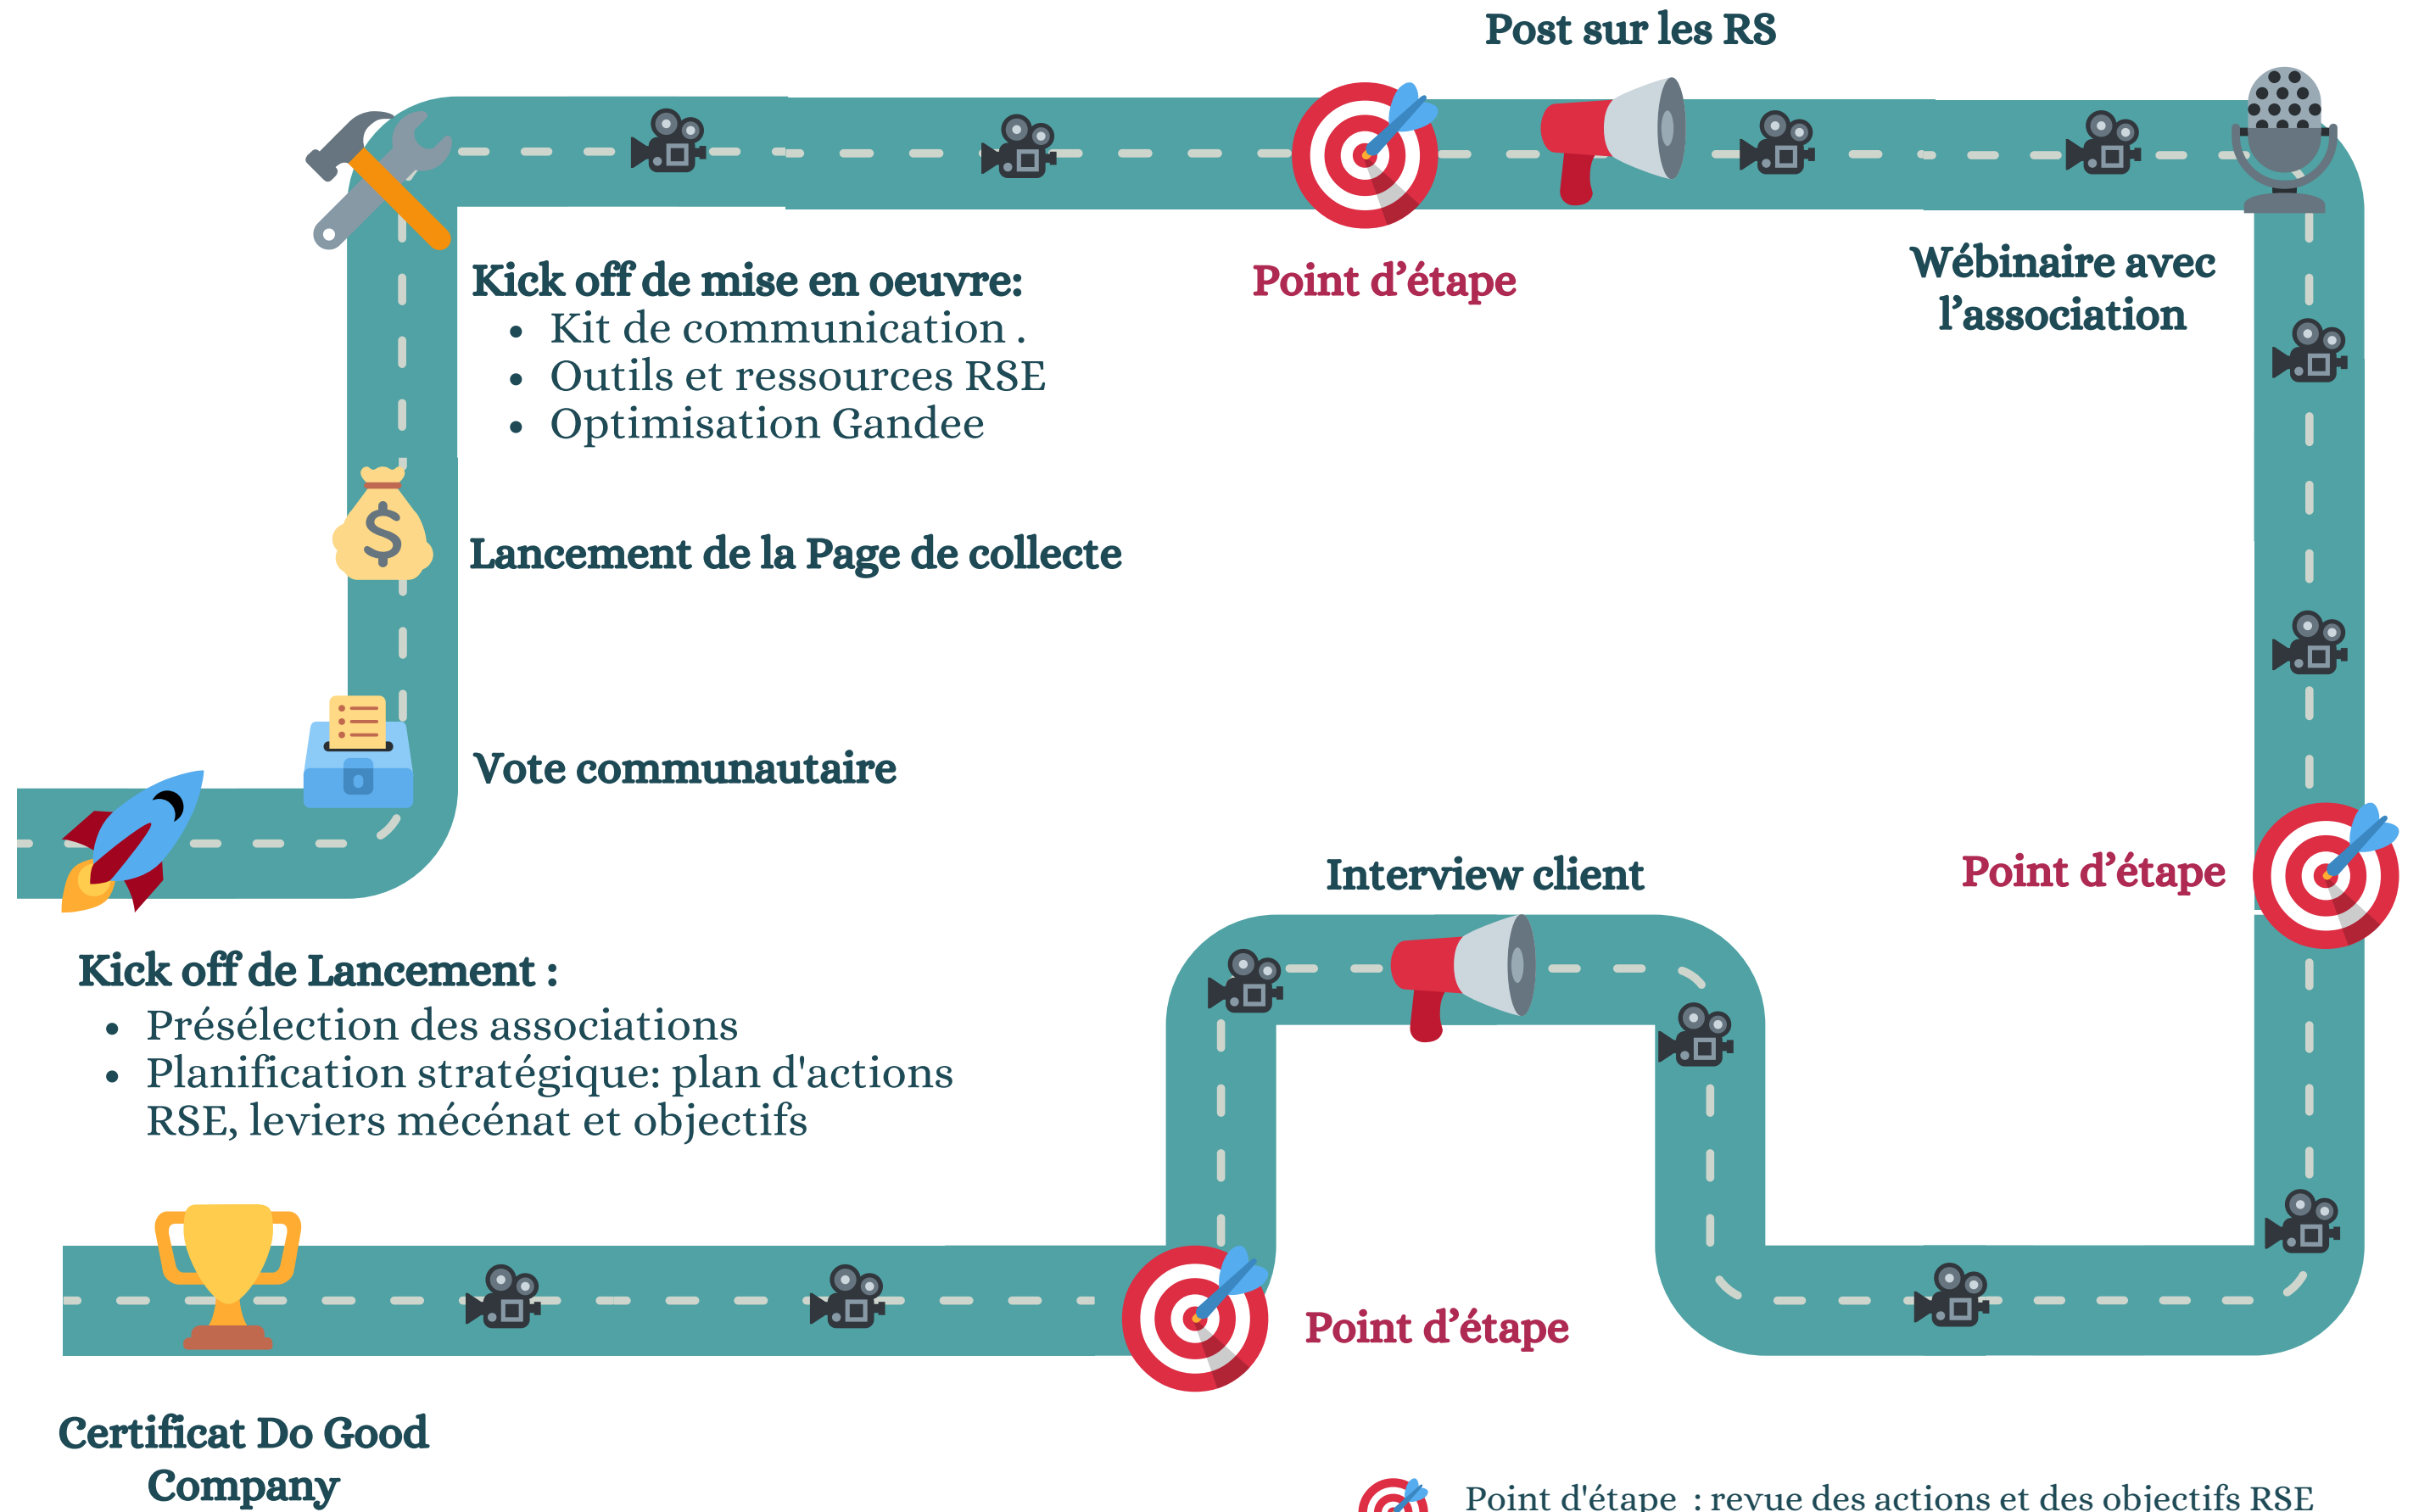 Post sur les RS
Kick off de mise en oeuvre:
• Kit de communication .
• Outils et ressources RSE
• Optimisation Gandee
Point d’étape
Wébinaire avec
l’association
Lancement de la Page de collecte
Vote communautaire
Interview client
Point d’étape
Kick off de Lancement :
• Présélection des associations
• Planification stratégique: plan d'actions
RSE, leviers mécénat et objectifs
Point d’étape
Certificat Do Good
Company
Point d'étape : revue des actions et des objectifs RSE